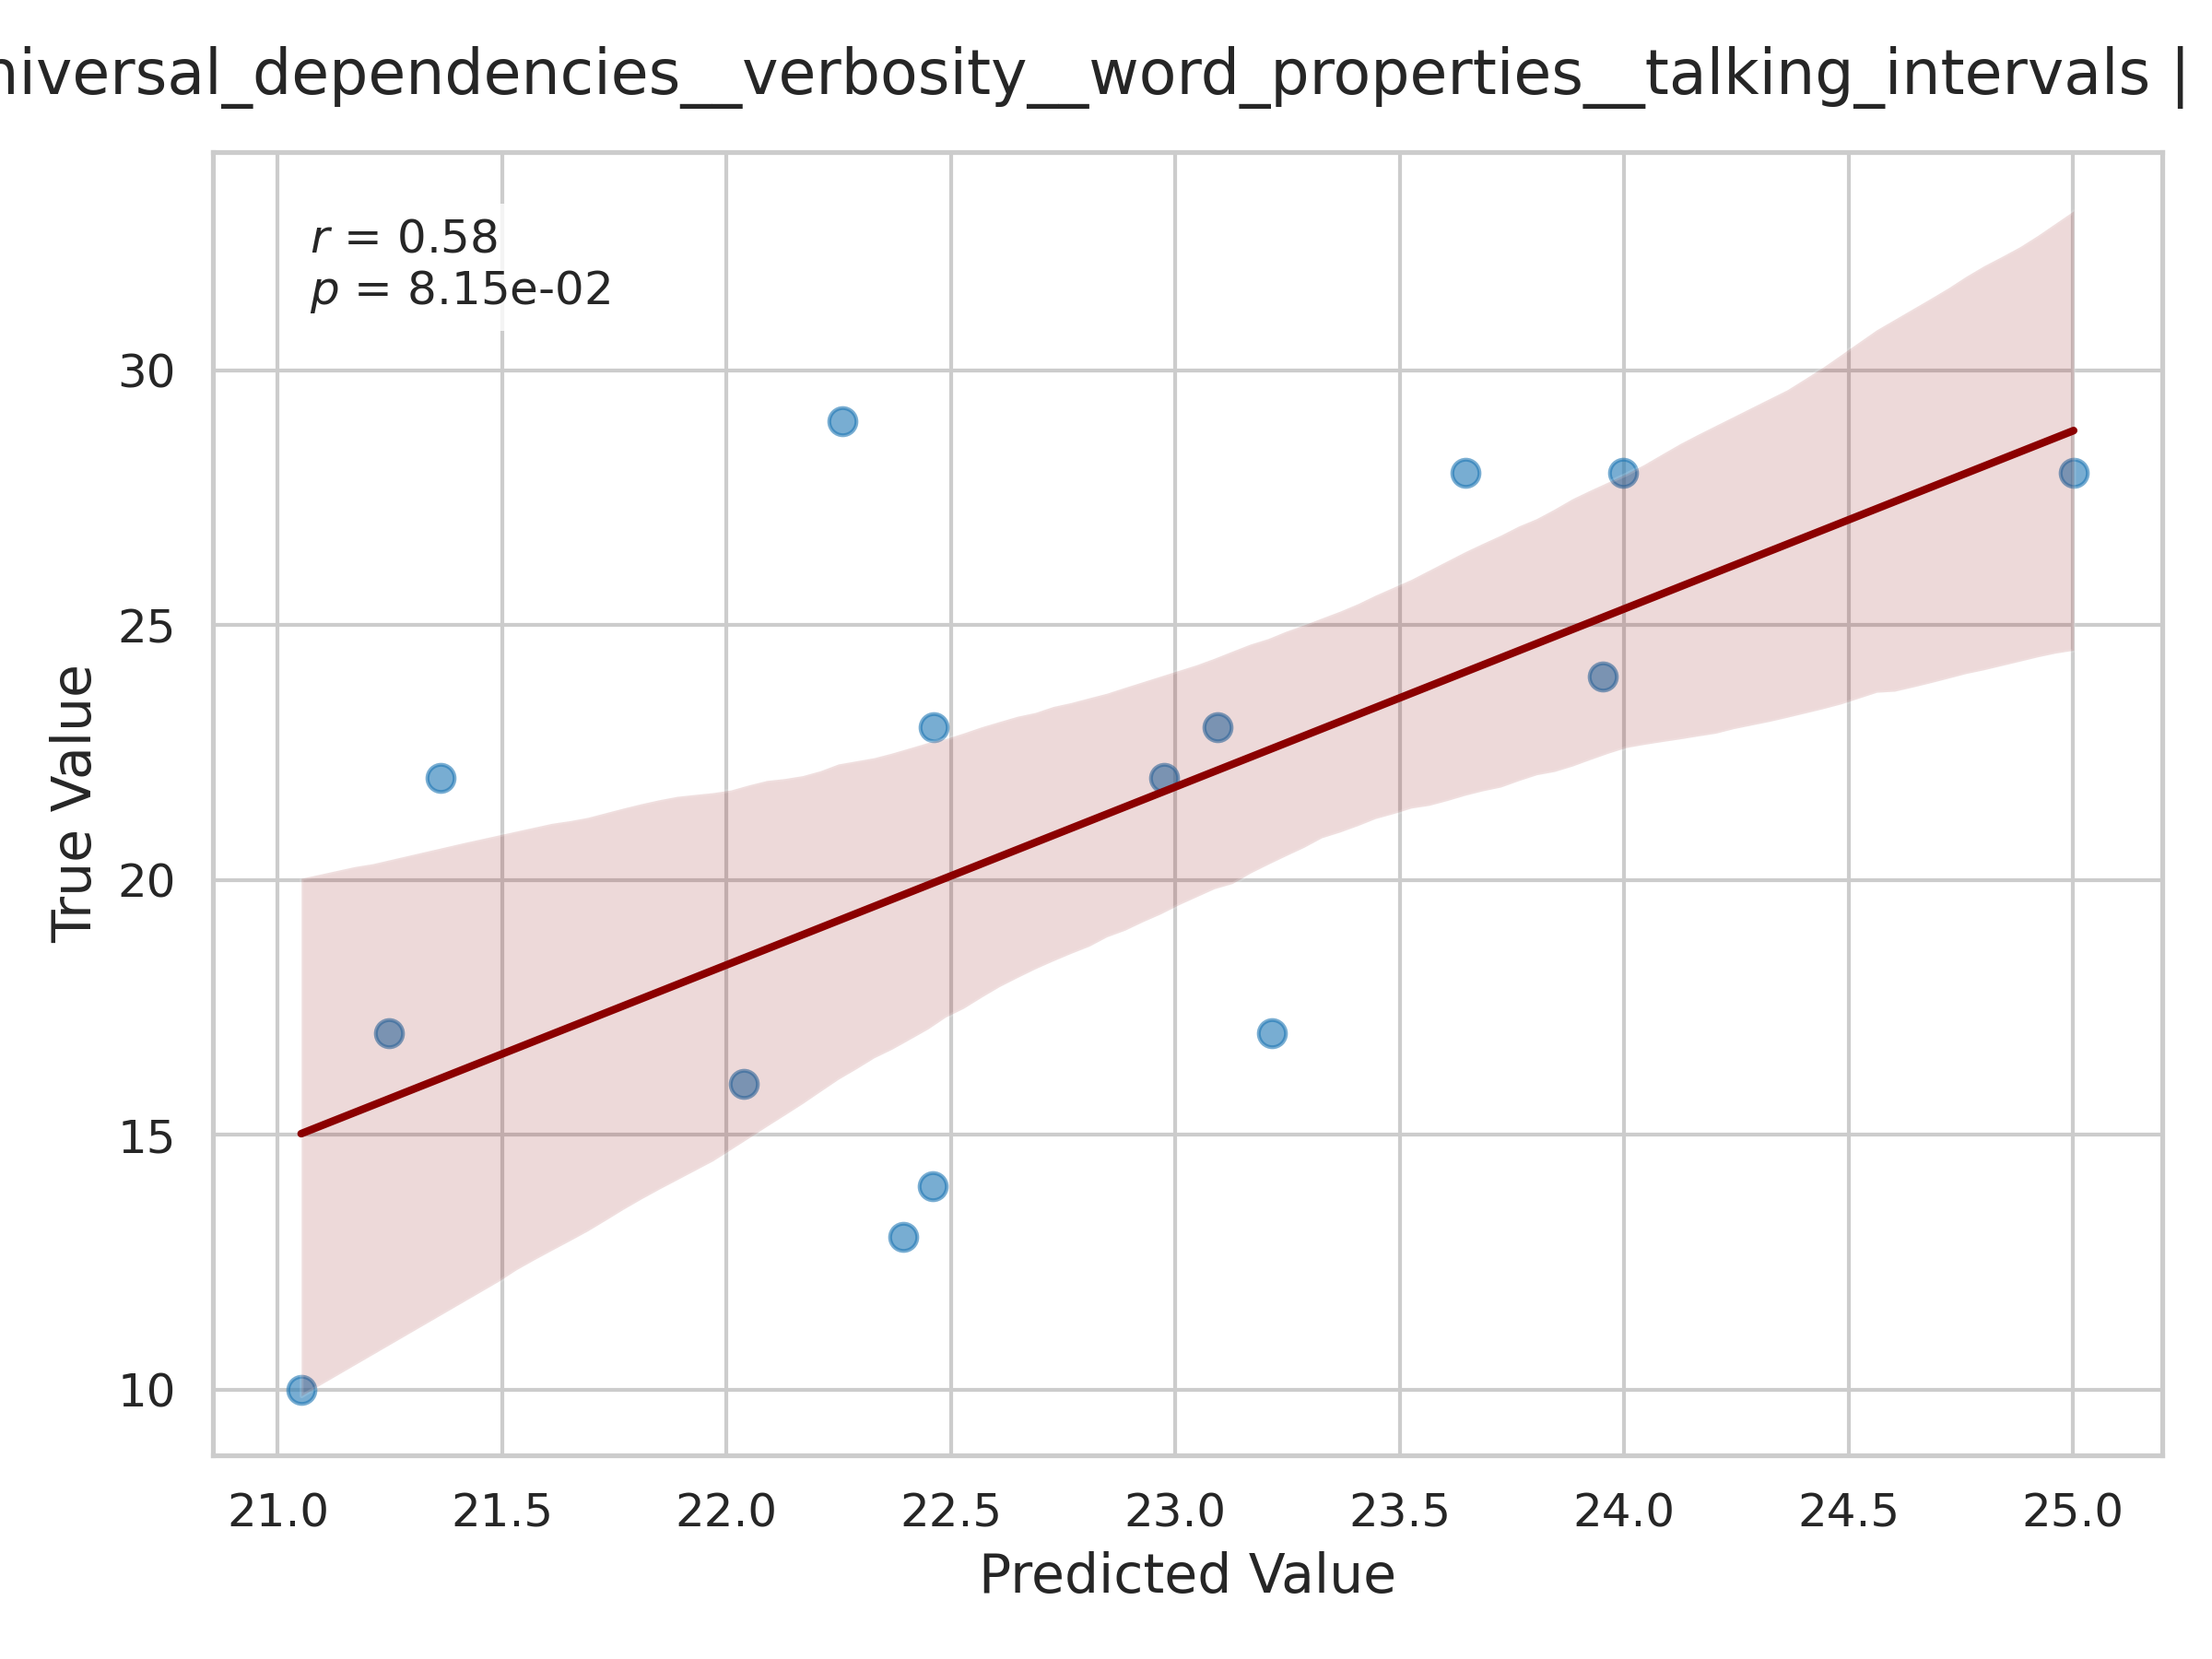 niversal_dependencies__verbosity__word_properties__talking_intervals |
r = 0.58
p = 8.15e-02
30
25
20
15
10
True Value
21.0 21.5 22.0 22.5 23.0 23.5 24.0 24.5 25.0
Predicted Value